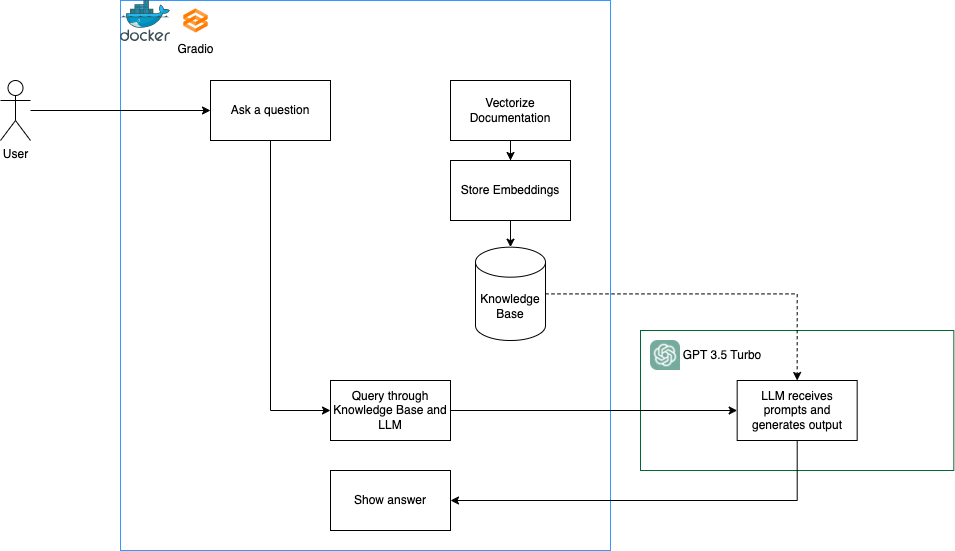 docker
Gradio
Ask a question
Vectorize
Documentation
User
Store Embeddings
Knowledge
Base
GPT 3.5 Turbo
Query through
Knowledge Base and
LLM
LLM receives
prompts and
generates output
Show answer